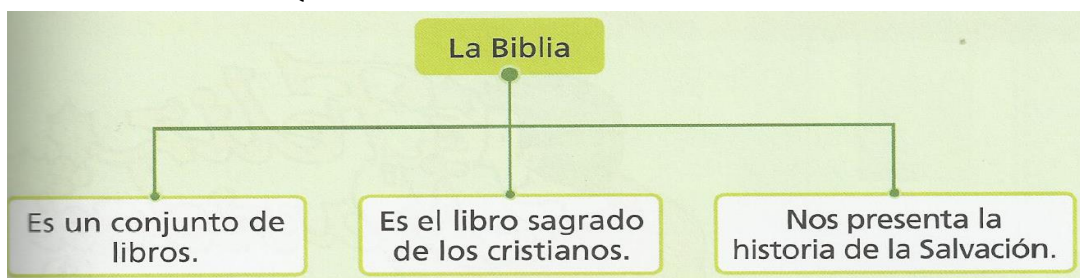 La Biblia
Es un conjunto de
libros.
Es el libro sagrado
de los cristianos.
Nos presenta la
historia de la Salvación.